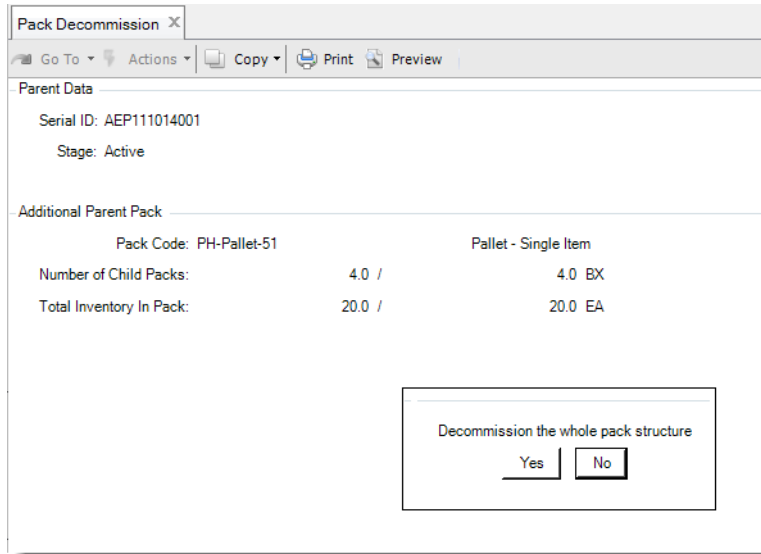 Pack Decommission X
Go To Actions Copy Print Preview
Parent Data
Serial ID: AEP111014001
Stage: Active
Additional Parent Pack
Pack Code: PH-Pallet-51 Pallet - Single Item
Number of Child Packs: 4.0 / 4.0 BX
Total Inventory In Pack: 20.0 / 20.0 EA
Decommission the whole pack structure
Yes No